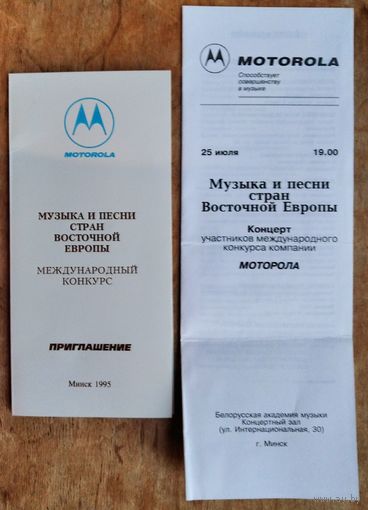 MOTOROLA
МУЗЫКА И ПЕСНИ
СТРАН
ВОСТОЧНОЙ
ЕВРОПЫ
МЕЖДУНАРОДНЫЙ
КОНКУРС
ПРИГЛАШЕНИЕ
Минск 1995
MOTOROLA
Способствует
совершенству
в музыке
25 июля 19.00
Музыка и песни
стран
Восточной Европы
Концерт
участников международного
конкурса компании
МОТОРОЛА
Белорусская академия музыки
Концертный зал
(ул. Интернациональная, 30)
г. Минск